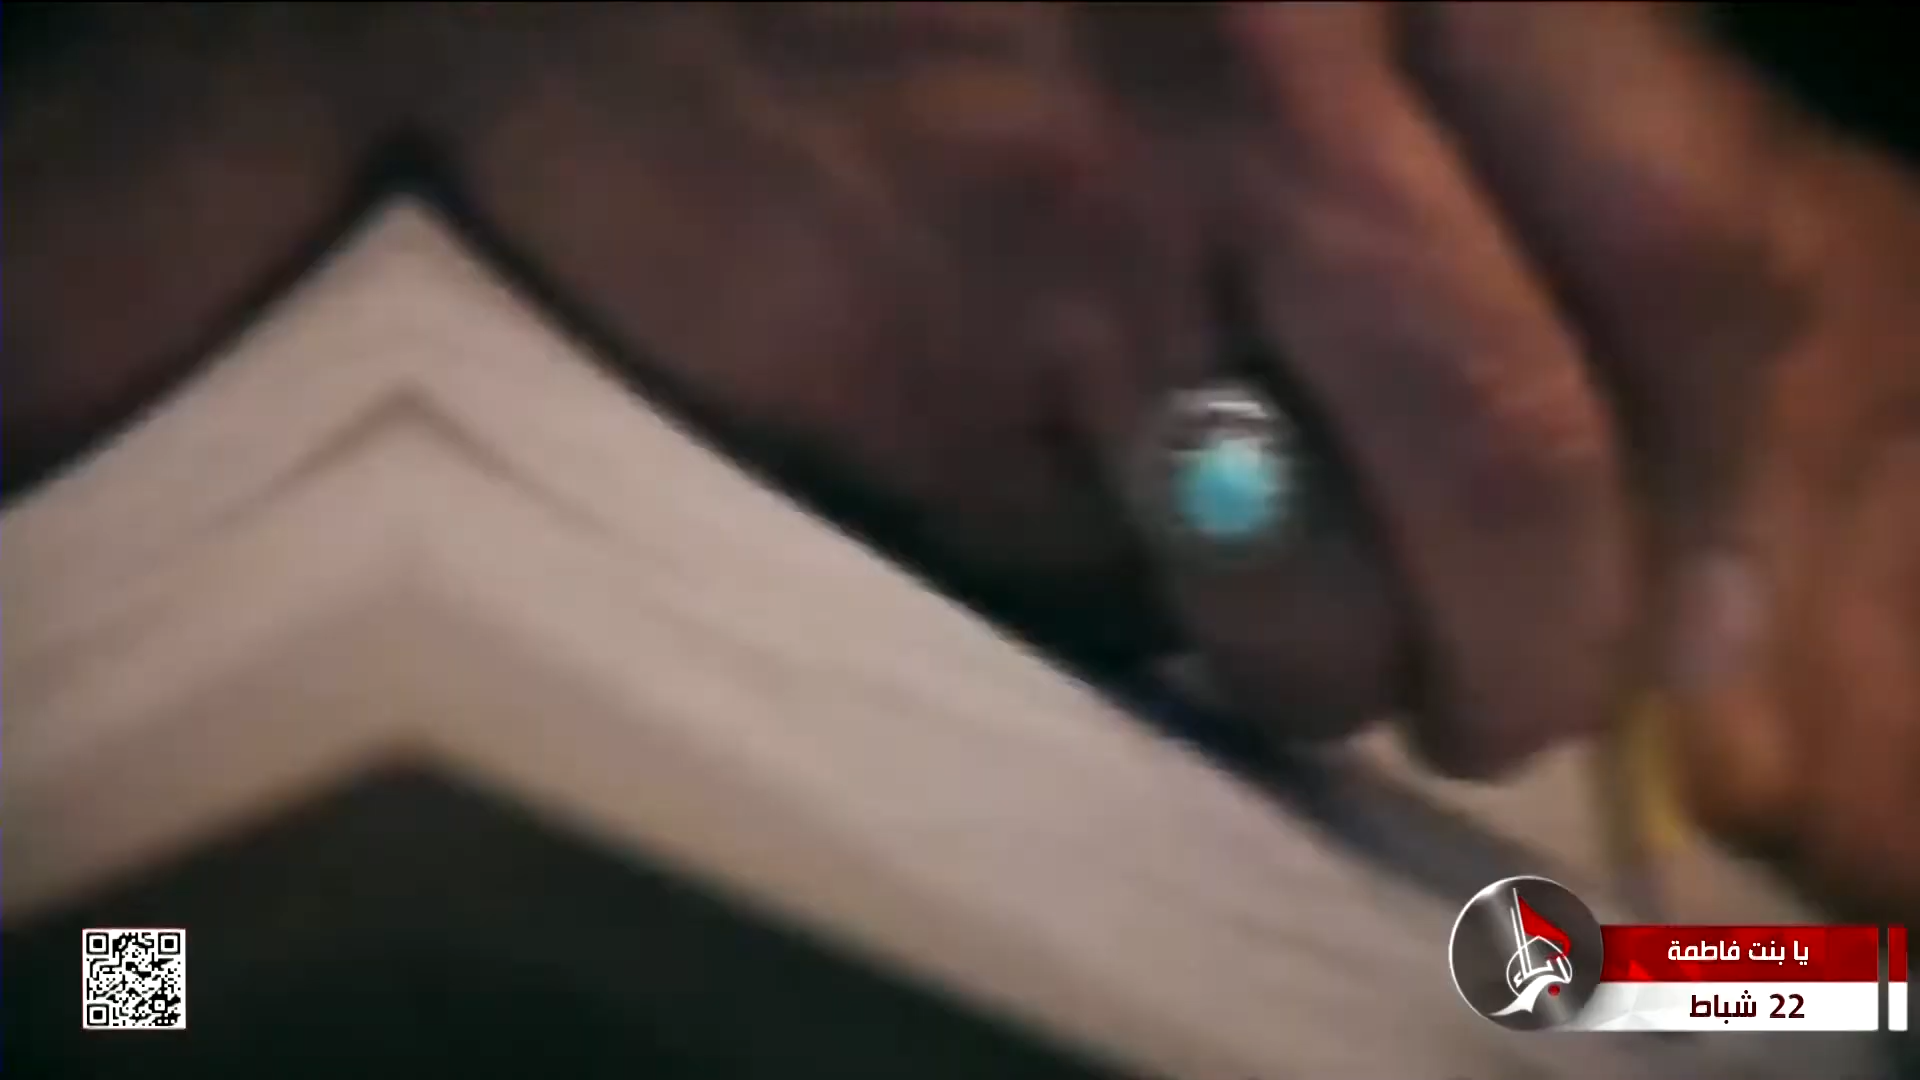 يا بنت فاطمة
22 شباط